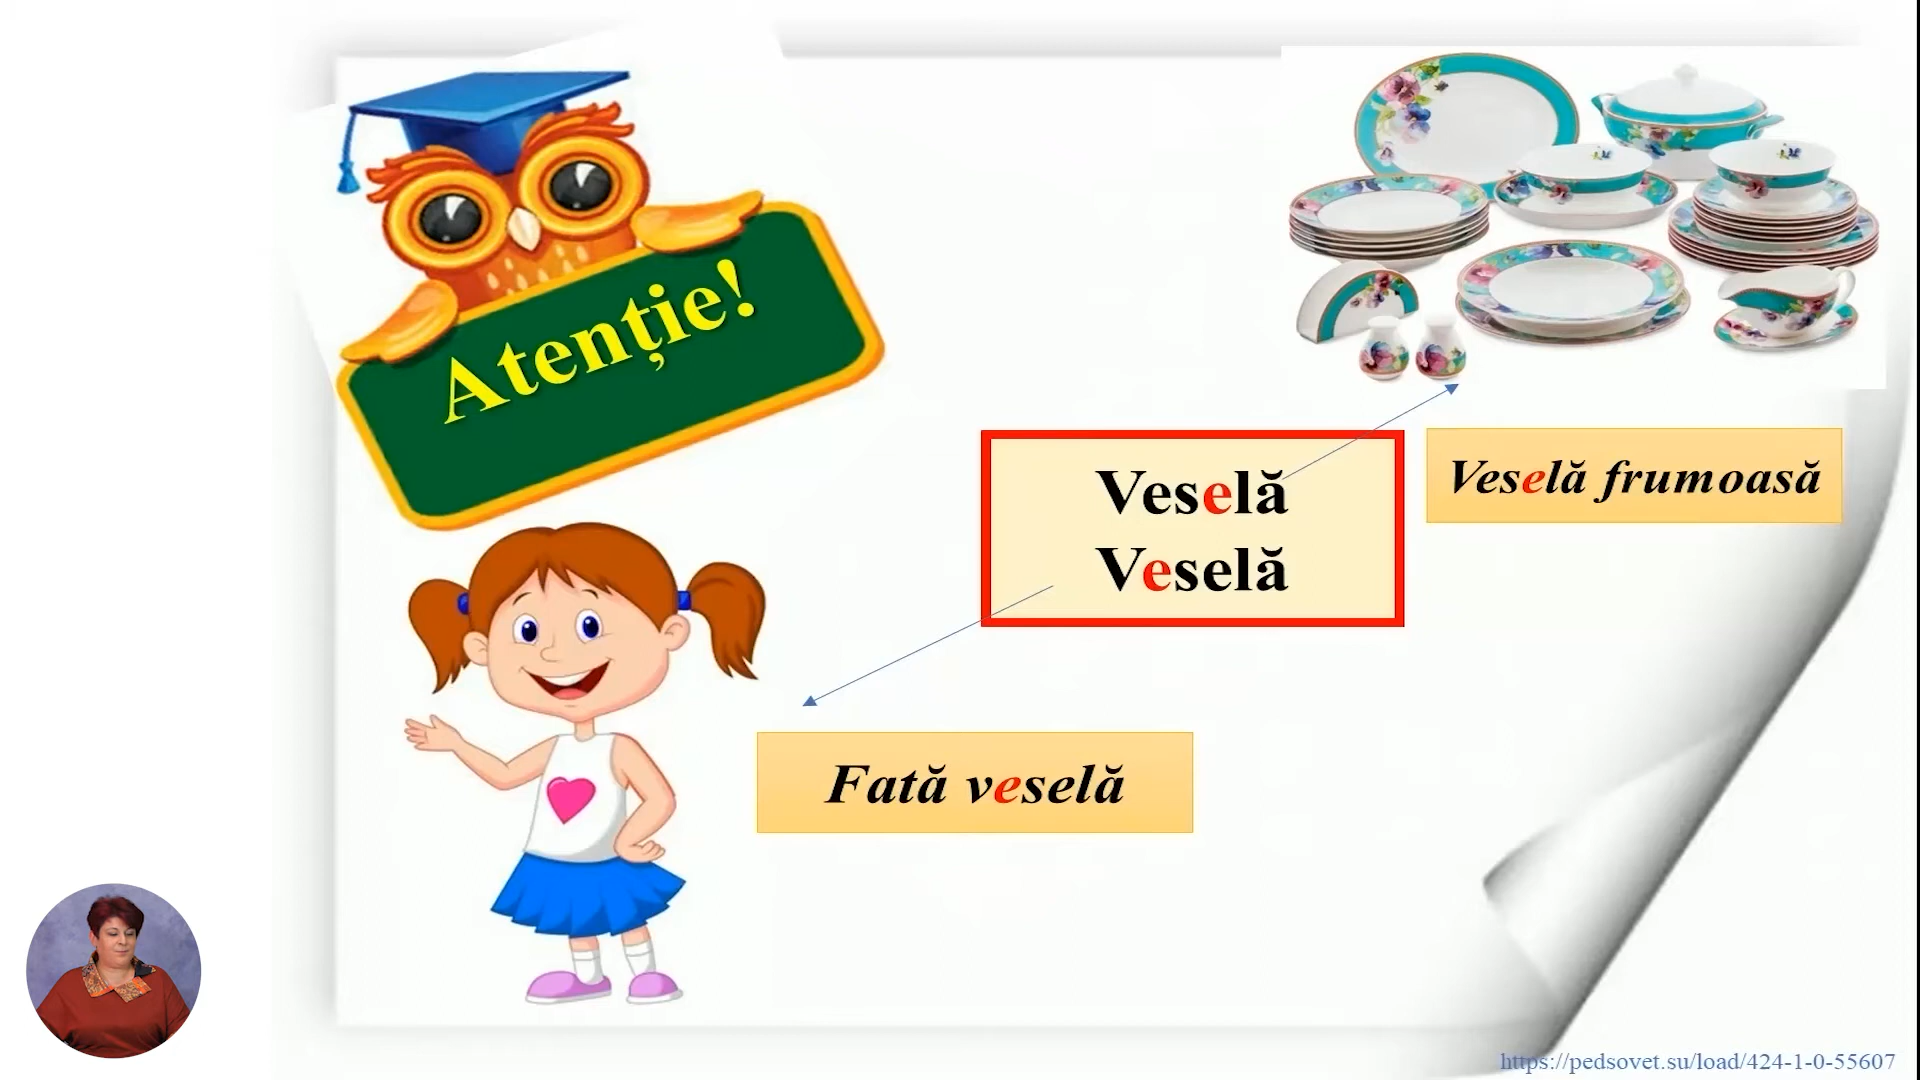 Atenție!
Veselă
Veselă
Veselă frumoasă
Fată veselă
https://pedsovet.su/load/424-1-0-55607